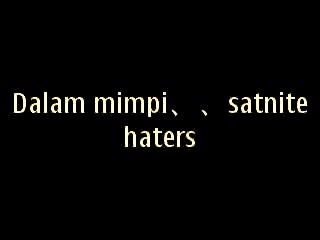 Dalam mimpi、 、 satnite
haters